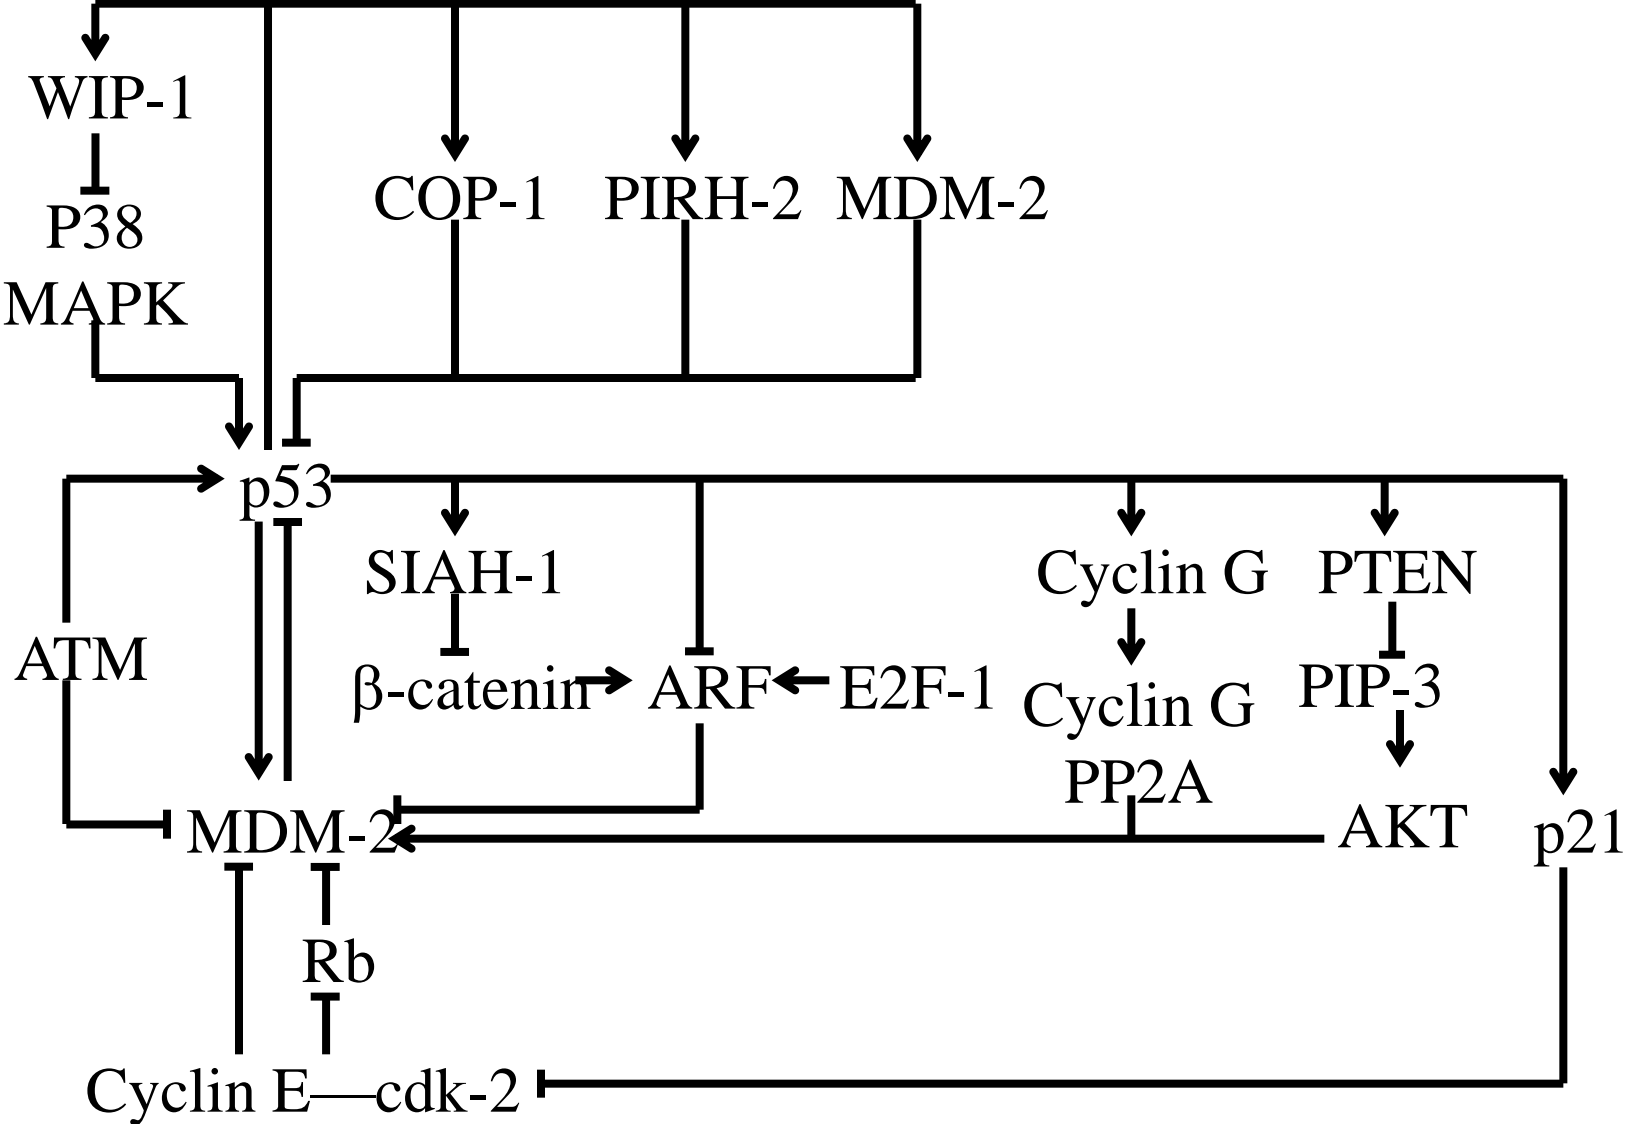 WIP-1
P38
MAPK
COP-1
PIRH-2
MDM-2
p53
SIAH-1
Cyclin G
PTEN
ATM
β-catenin
ARF
E2F-1
Cyclin G
PP2A
PIP-3
MDM-2
AKT
p21
Rb
Cyclin E—cdk-2